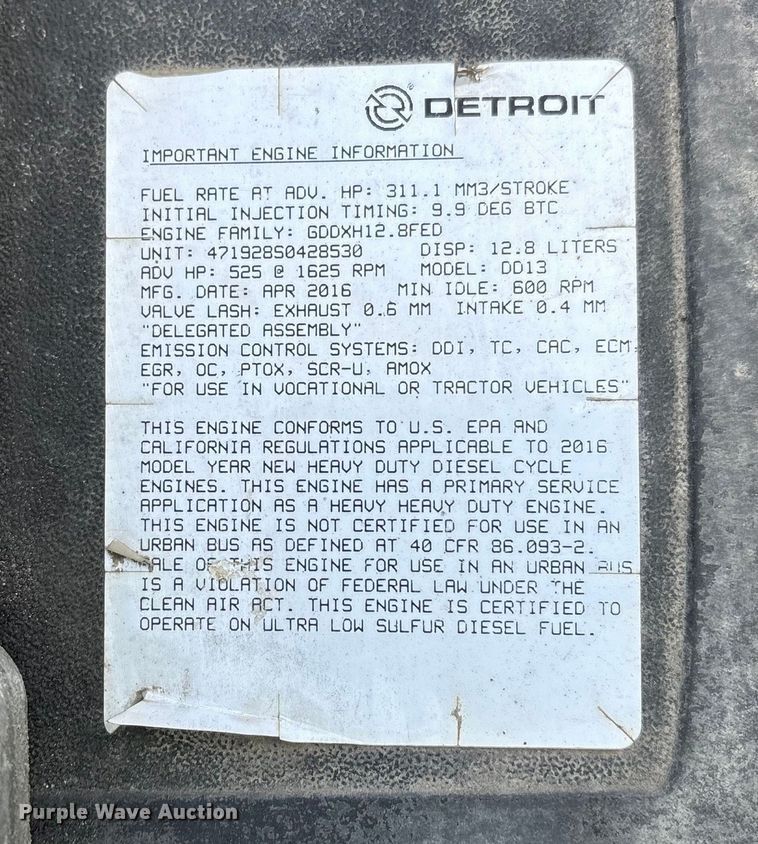 DETROIT
IMPORTANT ENGINE INFORMATION
FUEL RATE AT ADV. HP: 311.1 MM3/STROKE
INITIAL INJECTION TIMING: 9.9 DEG BTC
ENGINE FAMILY: GDDXH12.8FED
UNIT: 471928S0428530 DISP: 12.8 LITERS
ADV HP: 525 @ 1625 RPM MODEL: DD13
MFG. DATE: APR 2016 MIN IDLE: 600 RPM
VALVE LASH: EXHAUST 0.6 MM INTAKE 0.4 MM
"DELEGATED ASSEMBLY"
EMISSION CONTROL SYSTEMS: DDI, TC, CAC, ECM,
EGR, OC, PTOX, SCR-U, AMOX
"FOR USE IN VOCATIONAL OR TRACTOR VEHICLES"
THIS ENGINE CONFORMS TO U.S. EPA AND
CALIFORNIA REGULATIONS APPLICABLE TO 2016
MODEL YEAR NEW HEAVY DUTY DIESEL CYCLE
ENGINES. THIS ENGINE HAS A PRIMARY SERVICE
APPLICATION AS A HEAVY HEAVY DUTY ENGINE.
THIS ENGINE IS NOT CERTIFIED FOR USE IN AN
URBAN BUS AS DEFINED AT 40 CFR 86.093-2.
SALE OF THIS ENGINE FOR USE IN AN URBAN BUS
IS A VIOLATION OF FEDERAL LAW UNDER THE
CLEAN AIR ACT. THIS ENGINE IS CERTIFIED TO
OPERATE ON ULTRA LOW SULFUR DIESEL FUEL.
Purple Wave Auction